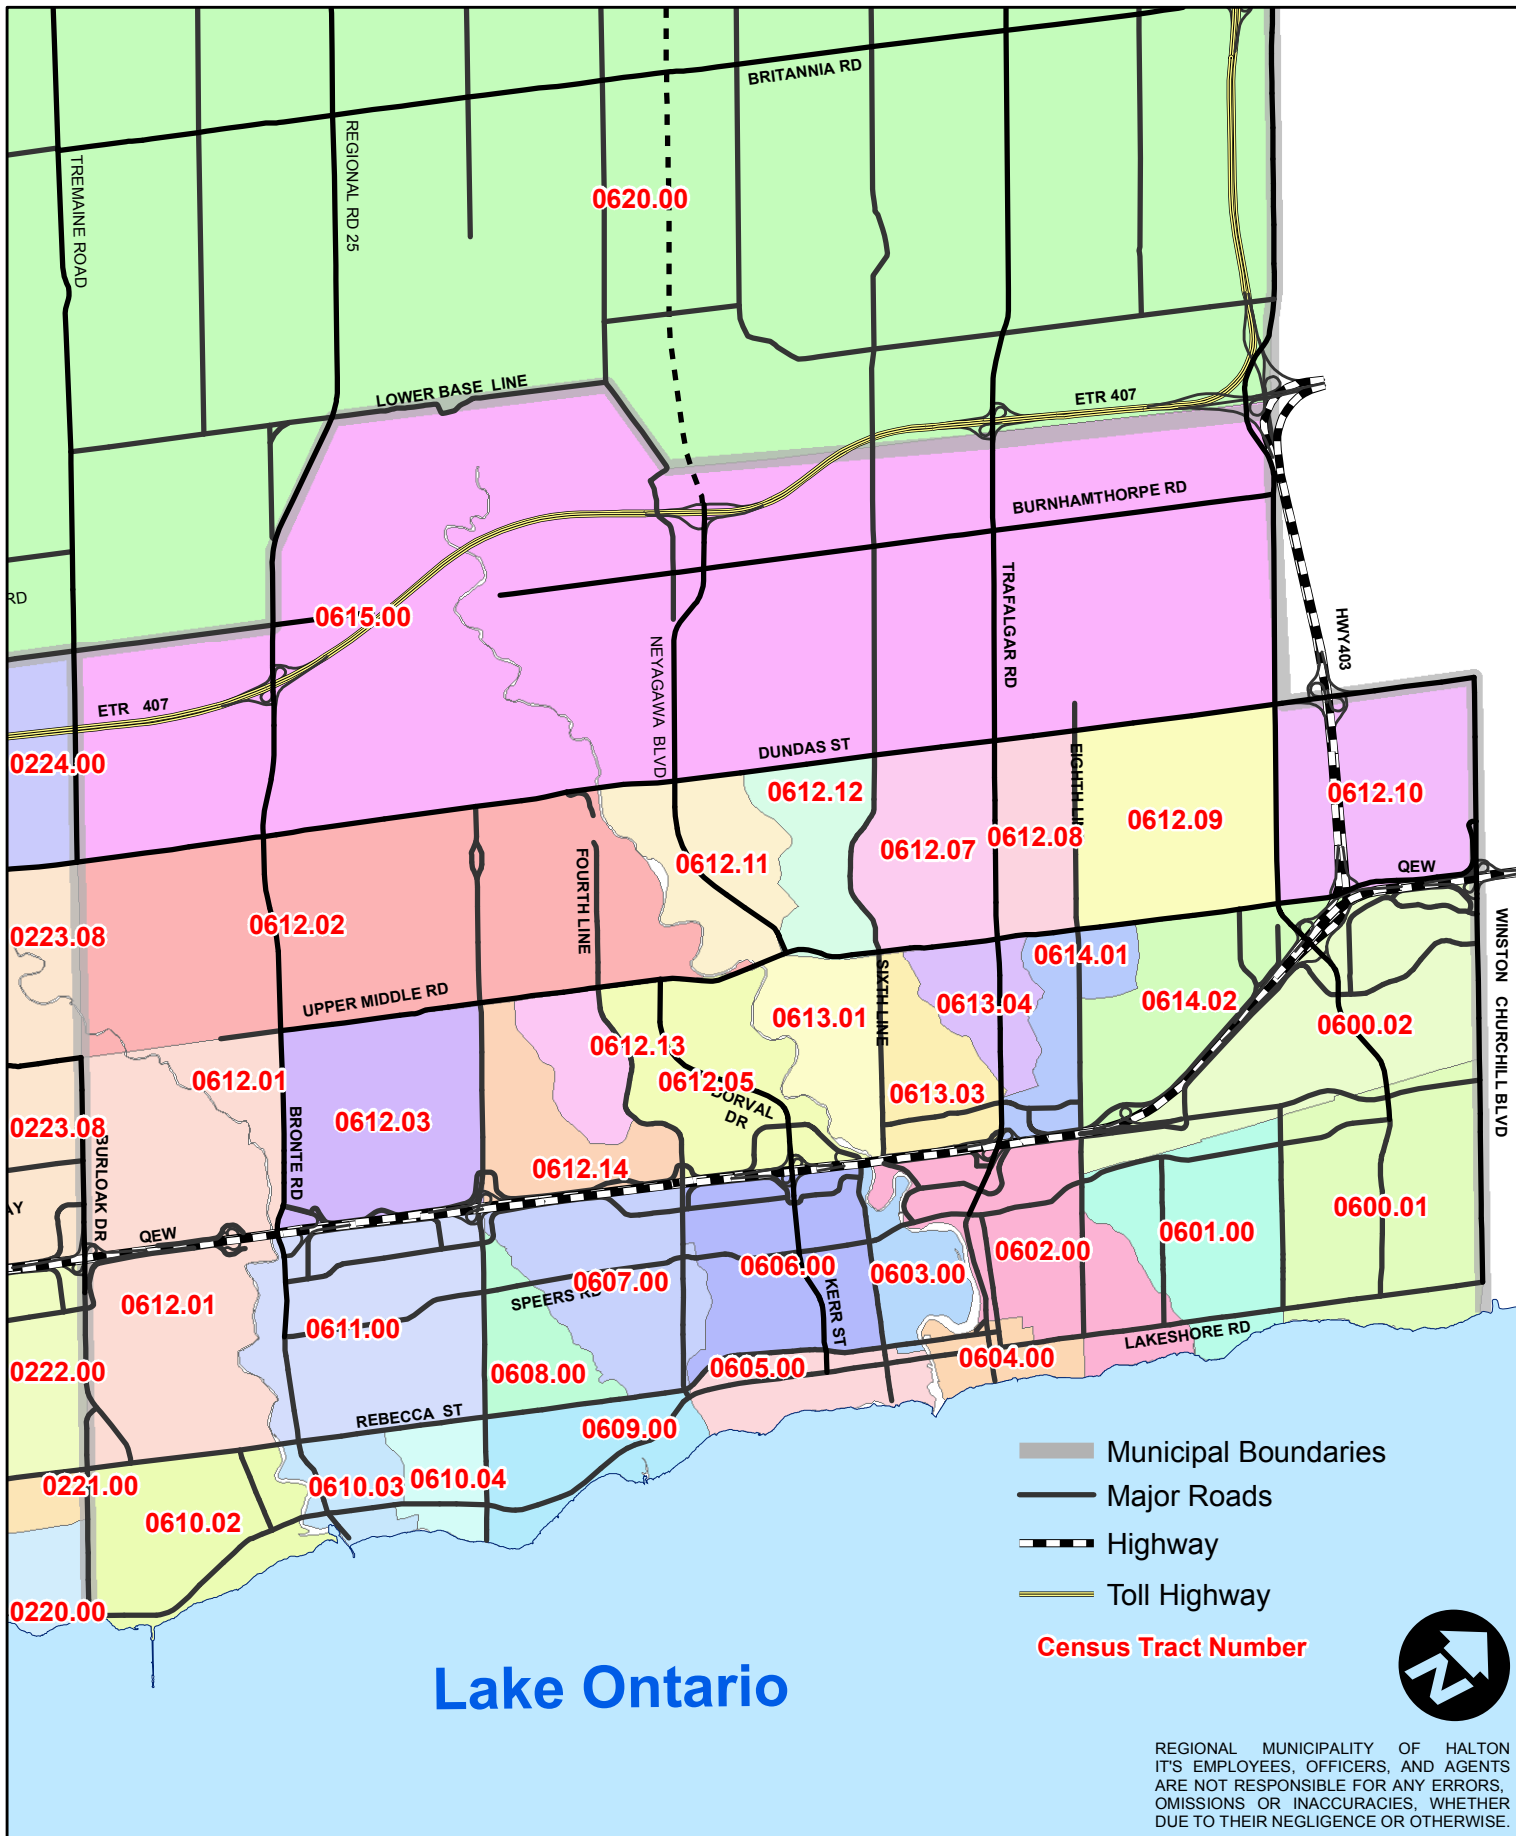 BRITANNIA RD
REGIONAL RD 25
TREMAINE ROAD
0620.00
LOWER BASE LINE
ETR 407
BURNHAMTHORPE RD
RD
0615.00
TRAFALGAR RD
HWY403
NEYAGAWA BLVD
ETR 407
DUNDAS ST
EIGHTH LI
0224.00
0612.12
0612.10
0612.09
0612.07
0612.08
0612.11
FOURTH LINE
QEW
0612.02
0223.08
WINSTON CHURCHILL BLVD
SIXTH LINE
0614.01
UPPER MIDDLE RD
0613.04
0614.02
0613.01
0600.02
0612.13
0612.01
0612.05
DORVAL
DR
0613.03
0612.03
0223.08
BURLOAK DR
BRONTE RD
0612.14
AY
QEW
0600.01
0601.00
0602.00
0606.00
0603.00
0607.00
SPEERS RD
KERR ST
0612.01
0611.00
LAKESHORE RD
0604.00
0605.00
0608.00
0222.00
REBECCA ST
0609.00
0610.04
0610.03
0221.00
0610.02
0220.00
Municipal Boundaries
Major Roads
Highway
Toll Highway
Census Tract Number
Lake Ontario
N
REGIONAL MUNICIPALITY OF HALTON
IT'S EMPLOYEES, OFFICERS, AND AGENTS
ARE NOT RESPONSIBLE FOR ANY ERRORS,
OMISSIONS OR INACCURACIES, WHETHER
DUE TO THEIR NEGLIGENCE OR OTHERWISE.